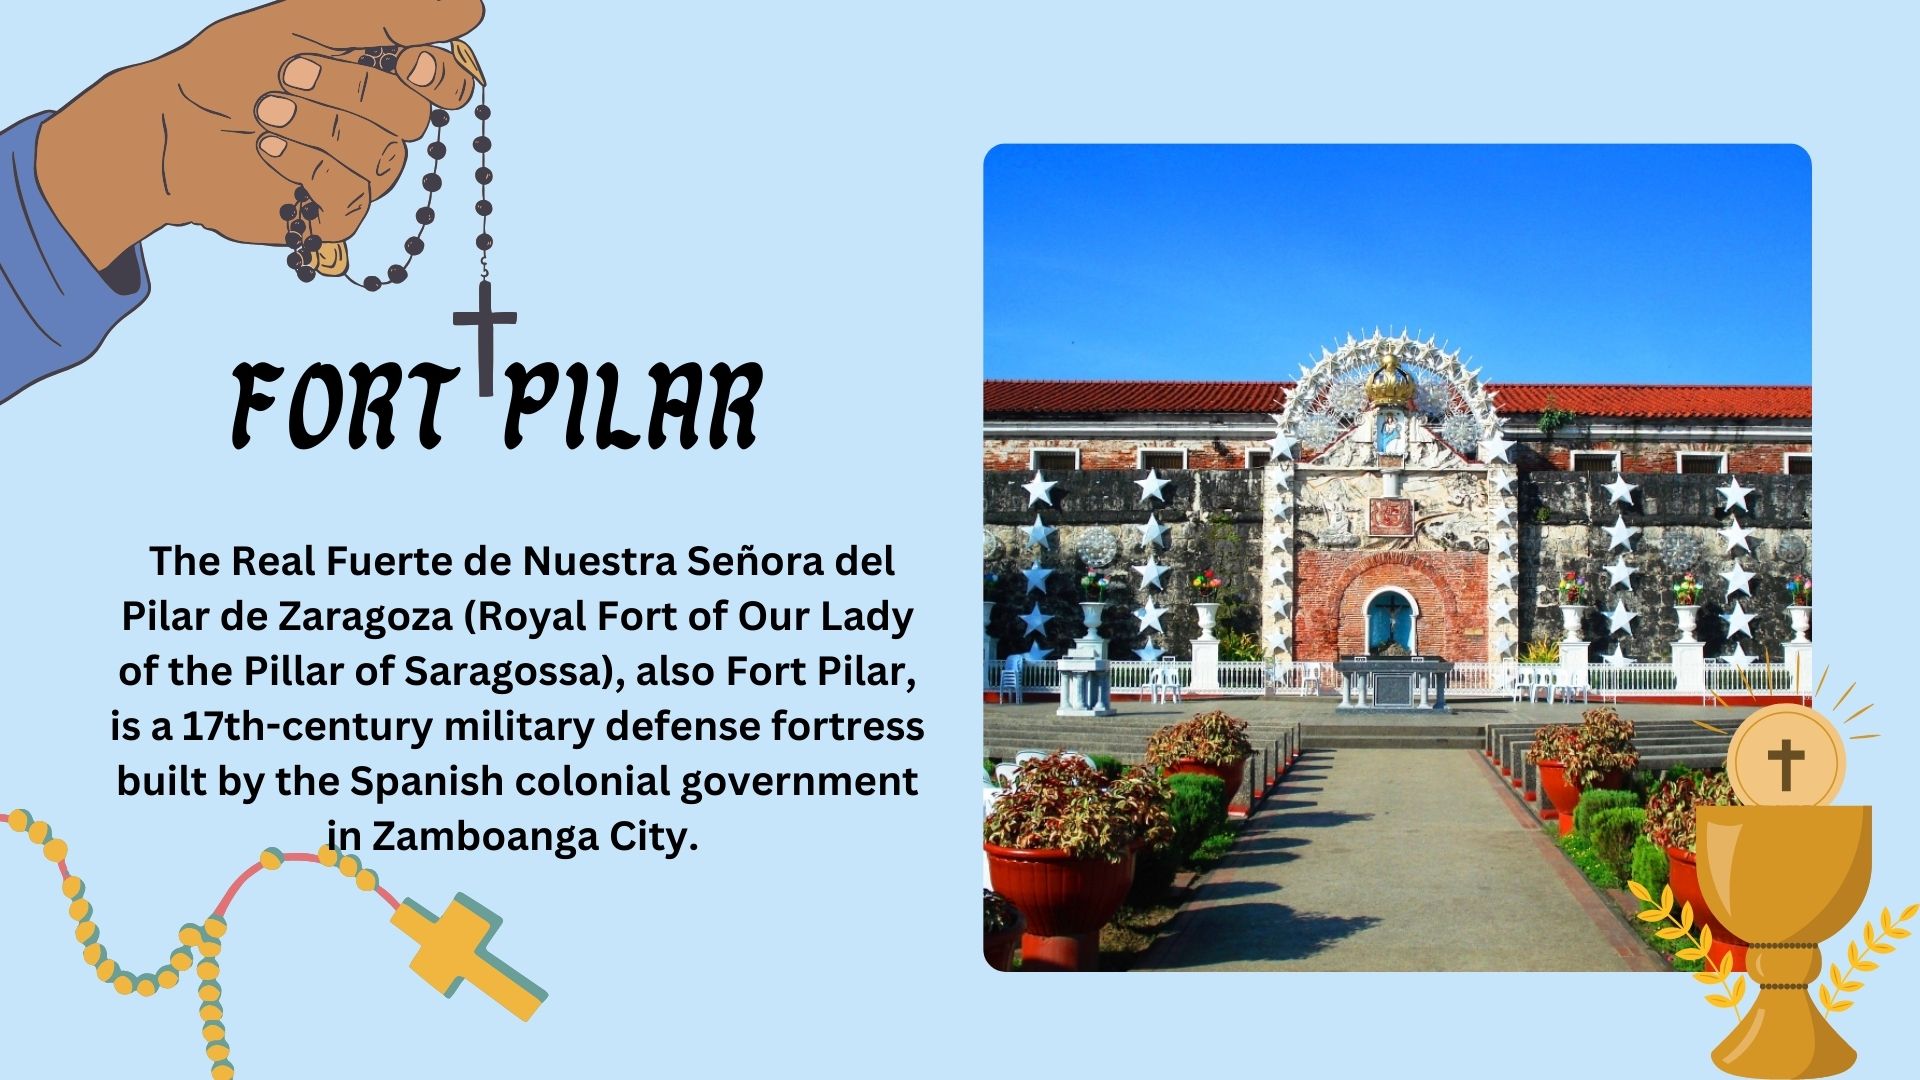 FORT PILAR
The Real Fuerte de Nuestra Señora del
Pilar de Zaragoza (Royal Fort of Our Lady
of the Pillar of Saragossa), also Fort Pilar,
is a 17th-century military defense fortress
built by the Spanish colonial government
in Zamboanga City.